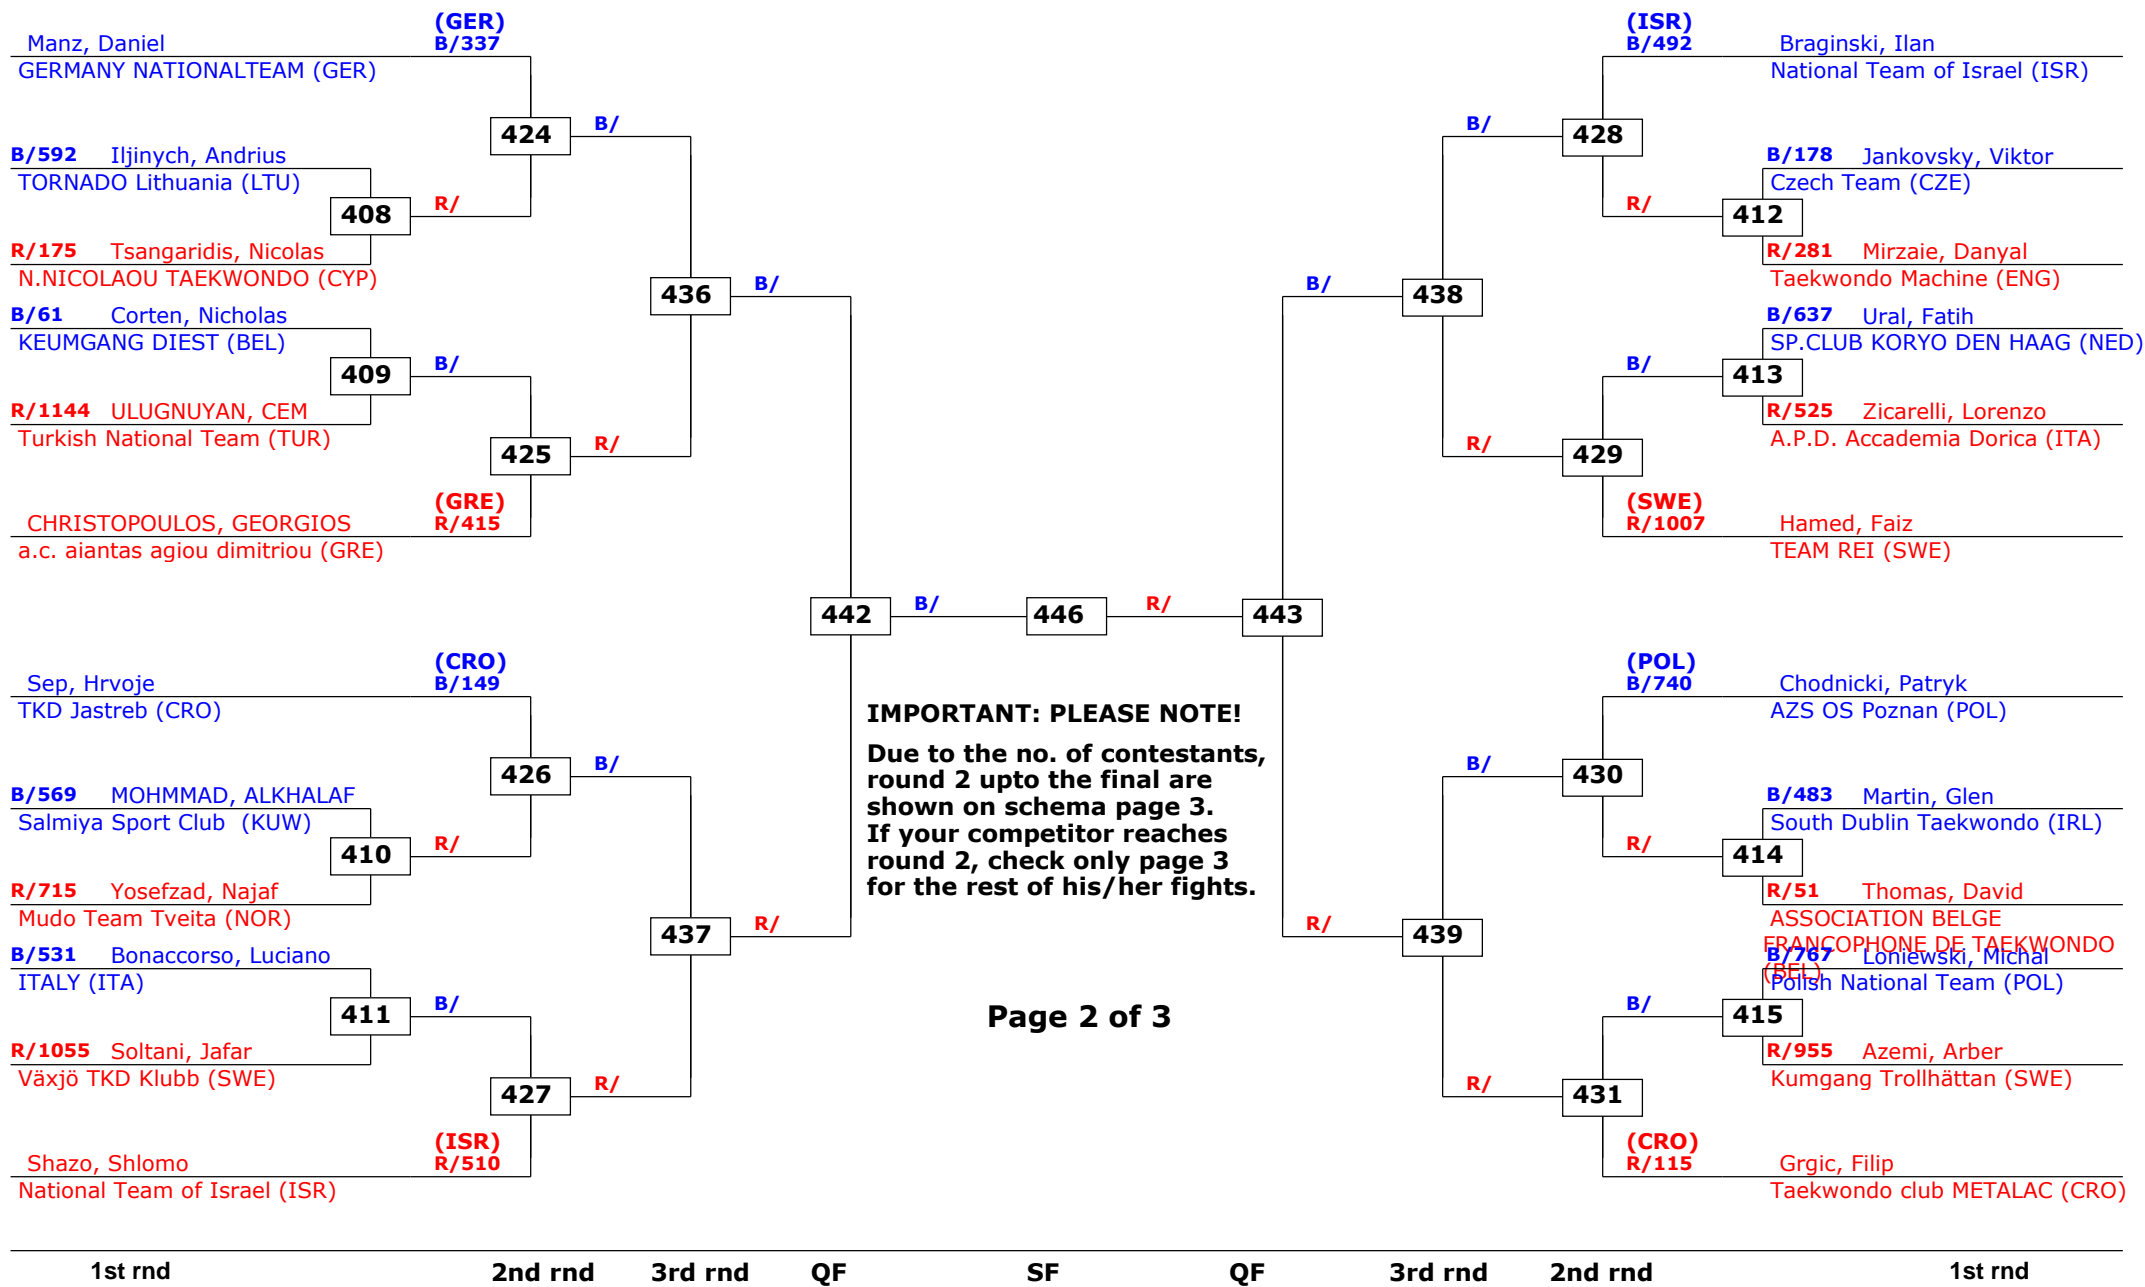 (GER)
Manz, Daniel B/337
GERMANY NATIONALTEAM (GER)
424 B/
B/592 Iljinych, Andrius
TORNADO Lithuania (LTU)
408 R/
R/175 Tsangaridis, Nicolas
N.NICOLAOU TAEKWONDO (CYP)
436 B/
B/61 Corten, Nicholas
KEUMGANG DIEST (BEL)
409 B/
R/1144 ULUGNUYAN, CEM
Turkish National Team (TUR)
425 R/
(GRE)
CHRISTOPOULOS, GEORGIOS R/415
a.c. aiantas agiou dimitriou (GRE)
442 B/ 446 R/ 443
(CRO)
Sep, Hrvoje B/149
TKD Jastreb (CRO)
426 B/
B/569 MOHMMAD, ALKHALAF
Salmiya Sport Club (KUW)
410 R/
R/715 Yosefzad, Najaf
Mudo Team Tveita (NOR)
437 R/
B/531 Bonaccorso, Luciano
ITALY (ITA)
411 B/
R/1055 Soltani, Jafar
Växjö TKD Klubb (SWE)
427 R/
(ISR)
Shazo, Shlomo R/510
National Team of Israel (ISR)
IMPORTANT: PLEASE NOTE!
Due to the no. of contestants,
round 2 upto the final are
shown on schema page 3.
If your competitor reaches
round 2, check only page 3
for the rest of his/her fights.
Page 2 of 3
(ISR)
B/492 Braginski, Ilan
National Team of Israel (ISR)
B/ 428
B/178 Jankovsky, Viktor
Czech Team (CZE)
R/ 412
R/281 Mirzaie, Danyal
Taekwondo Machine (ENG)
B/ 438
B/637 Ural, Fatih
SP.CLUB KORYO DEN HAAG (NED)
B/ 413
R/525 Zicarelli, Lorenzo
A.P.D. Accademia Dorica (ITA)
R/ 429
(SWE)
R/1007 Hamed, Faiz
TEAM REI (SWE)
(POL)
B/740 Chodnicki, Patryk
AZS OS Poznan (POL)
B/ 430
B/483 Martin, Glen
South Dublin Taekwondo (IRL)
R/ 414
R/51 Thomas, David
ASSOCIATION BELGE
FRANCOPHONE DE TAEKWONDO
(BEL)
R/ 439
B/767 Loniewski, Michal
Polish National Team (POL)
B/ 415
R/955 Azemi, Arber
Kumgang Trollhättan (SWE)
R/ 431
(CRO)
R/115 Grgic, Filip
Taekwondo club METALAC (CRO)
1st rnd 2nd rnd 3rd rnd QF SF QF 3rd rnd 2nd rnd 1st rnd